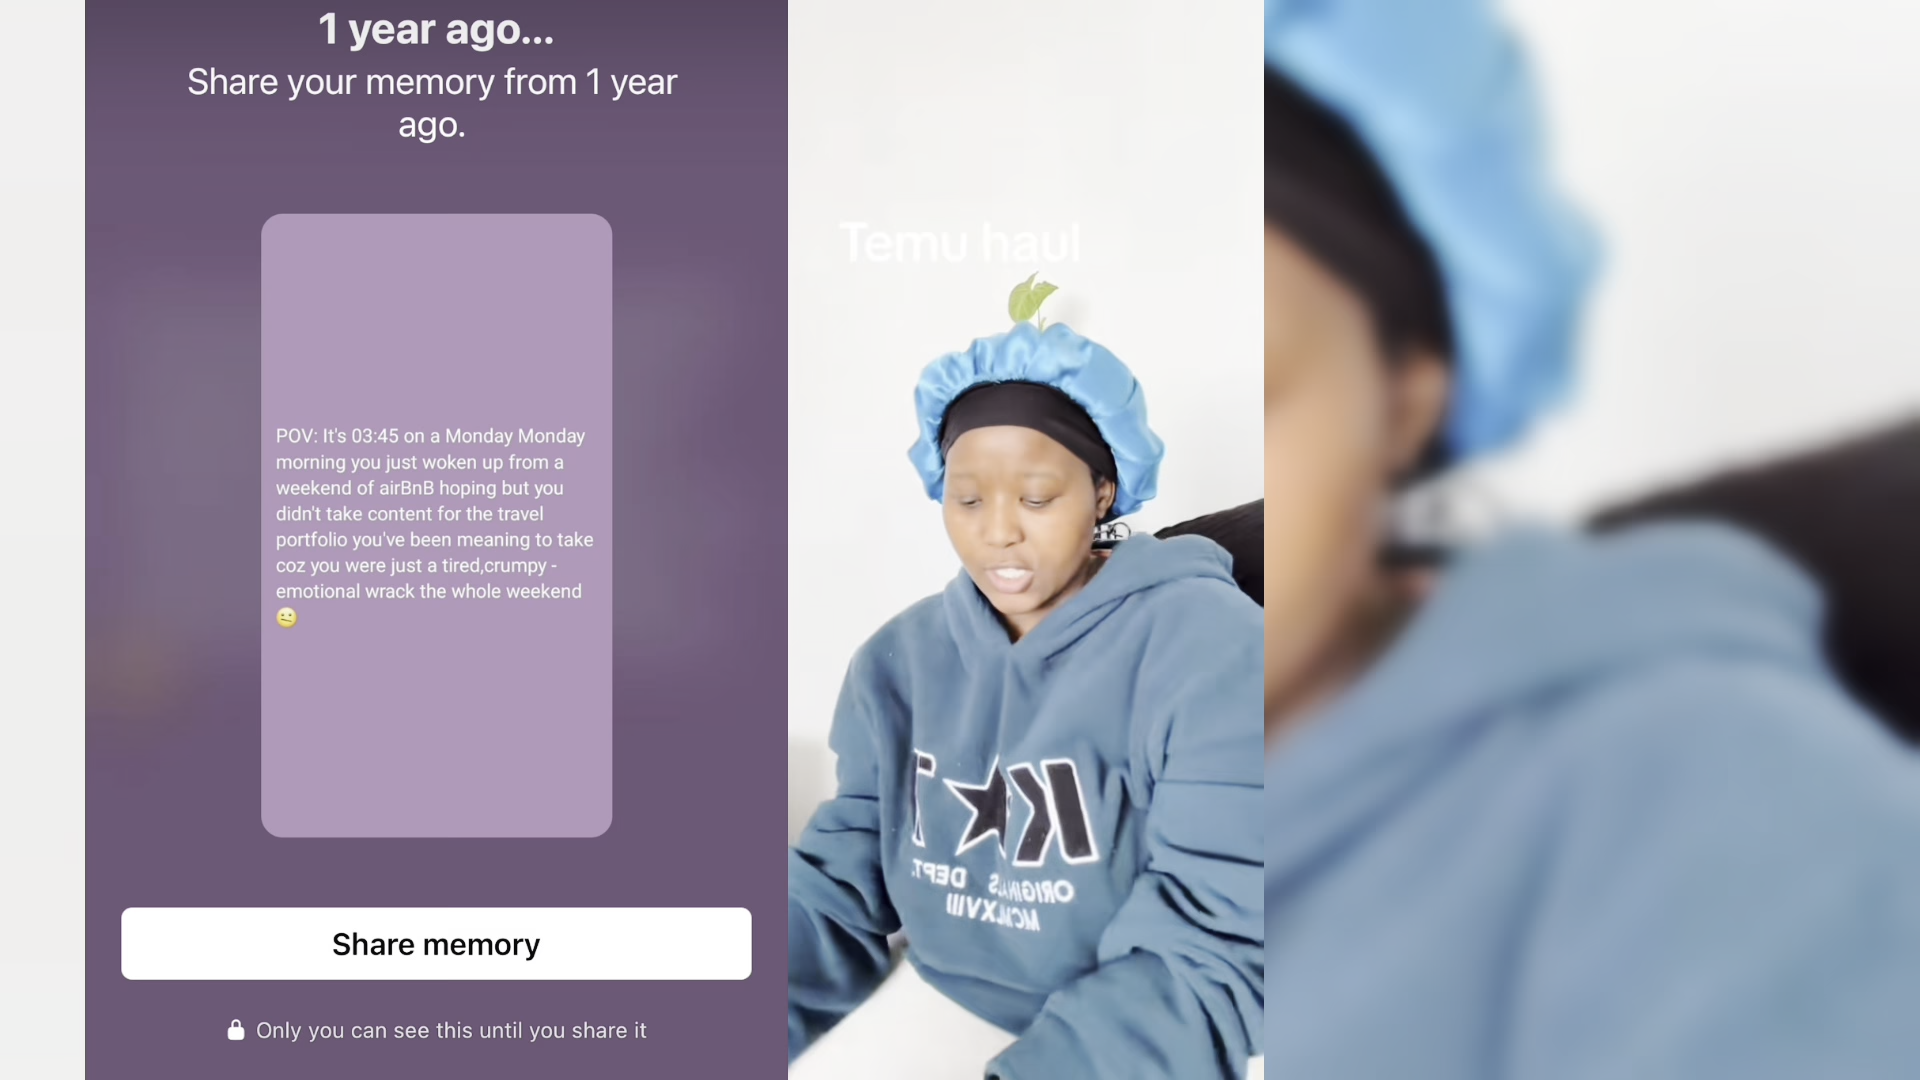 1 year ago...
Share your memory from 1 year
ago.
POV: It's 03:45 on a Monday Monday
morning you just woken up from a
weekend of airBnB hoping but you
didn't take content for the travel
portfolio you've been meaning to take
coz you were just a tired,crumpy -
emotional wrack the whole weekend
😐
Share memory
Only you can see this until you share it
Temu haul
K★T
ORIGINALS DEPT.
MCMLXVIII